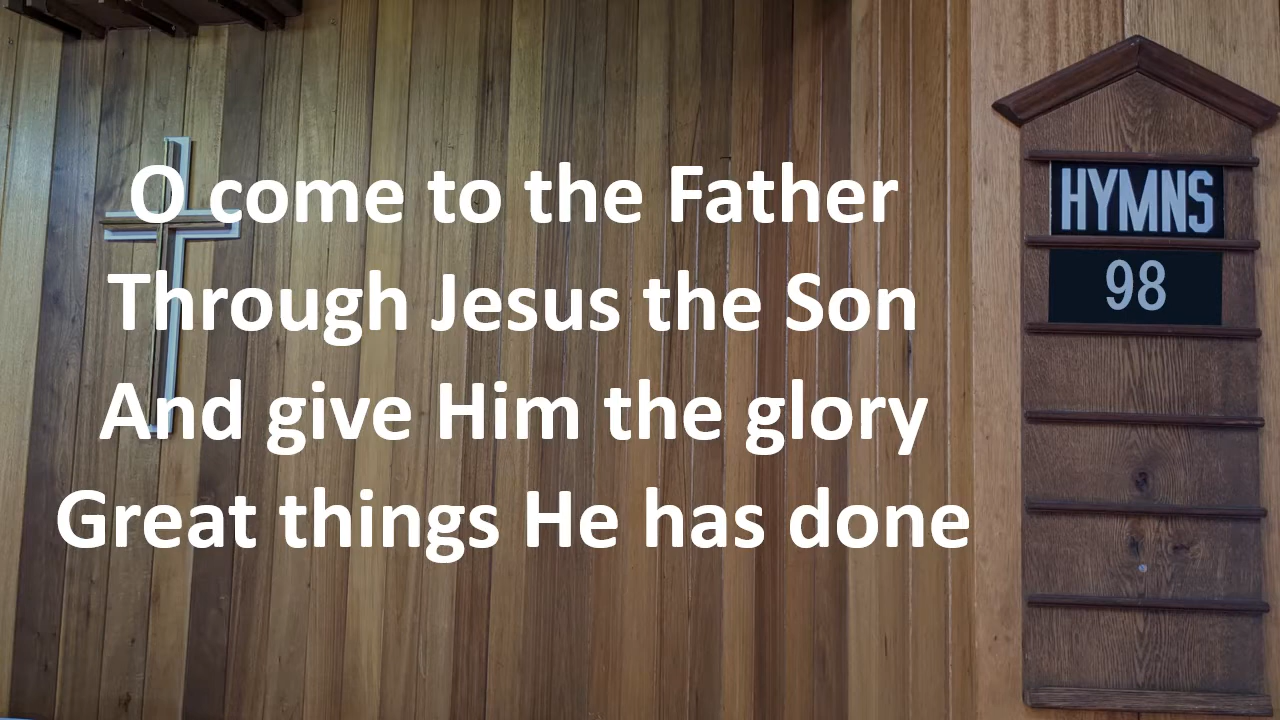 O come to the Father
Through Jesus the Son
And give Him the glory
Great things He has done
HYMNS
98